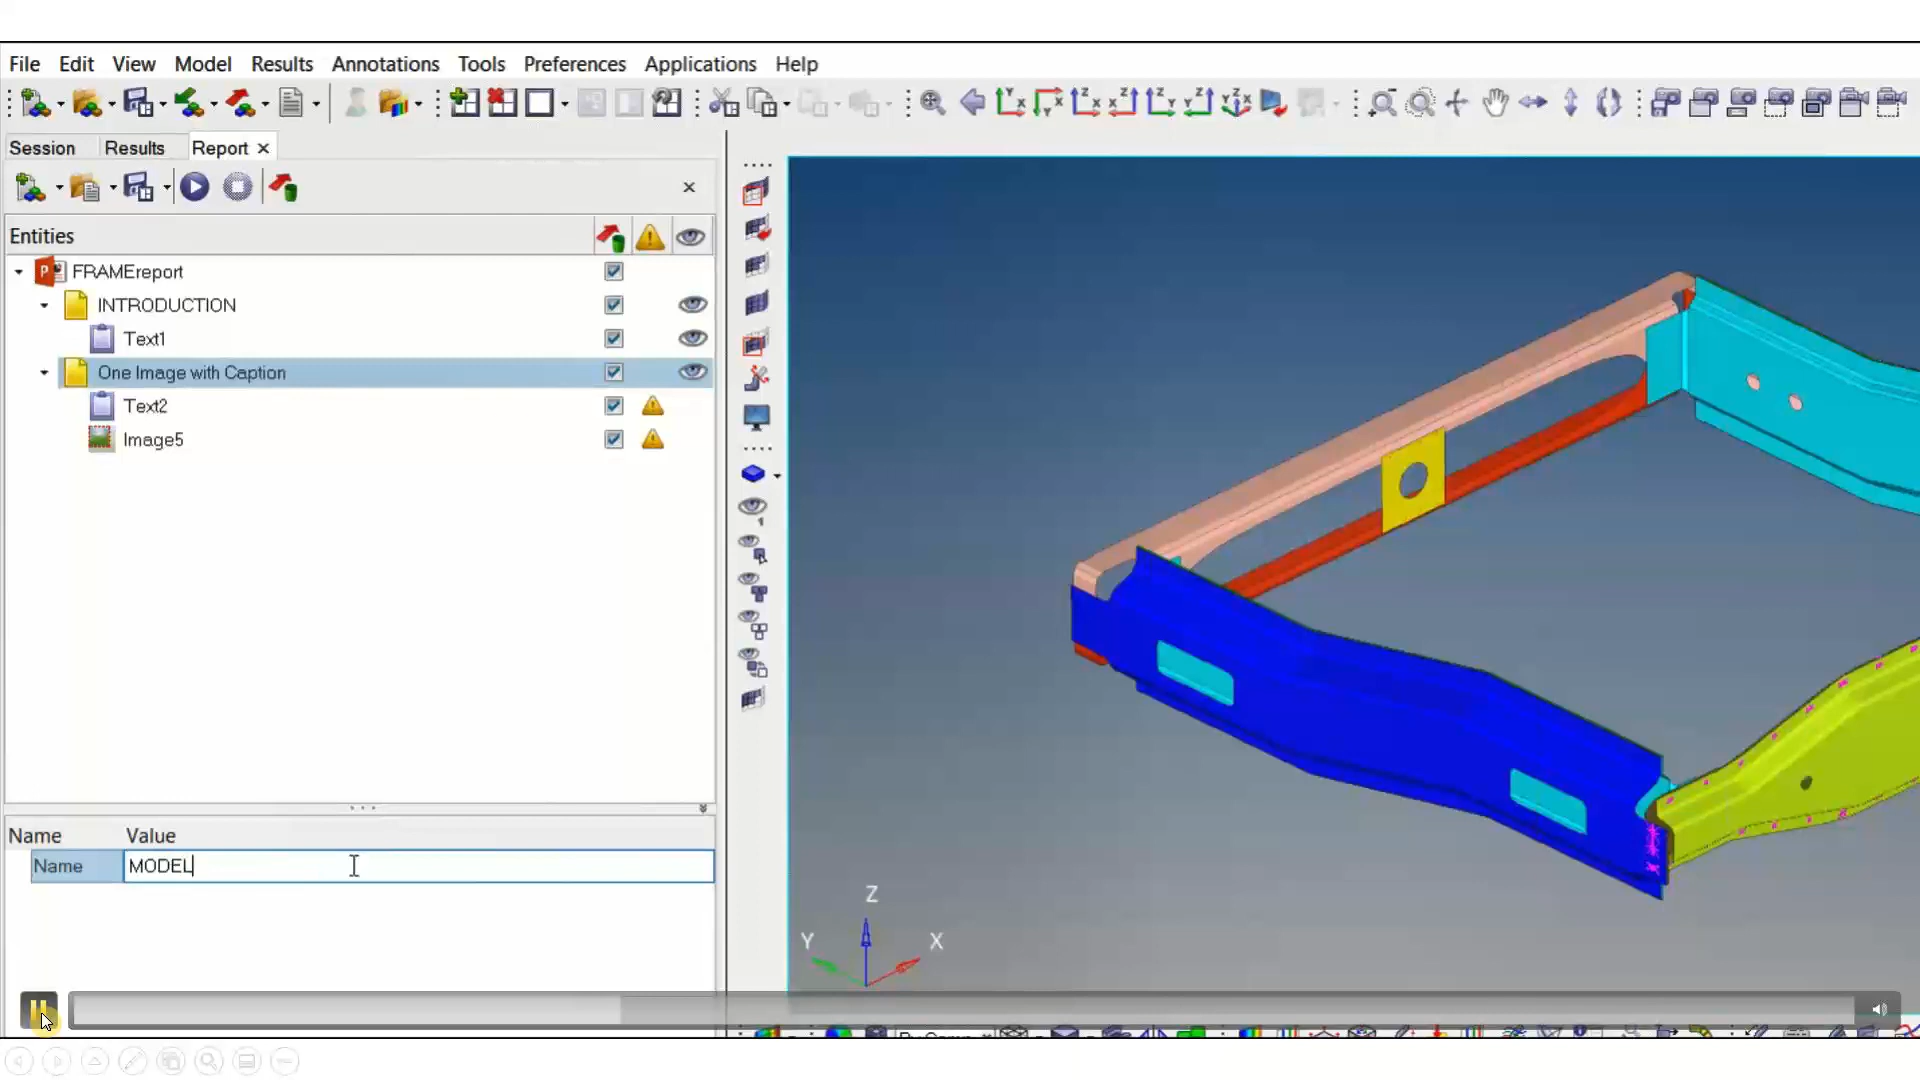 File Edit View Model Results Annotations Tools Preferences Applications Help
Session Results Report
Entities
FRAMEreport
INTRODUCTION
Text1
One Image with Caption
Text2
Image5
Name Value
Name MODEL
Z
Y X